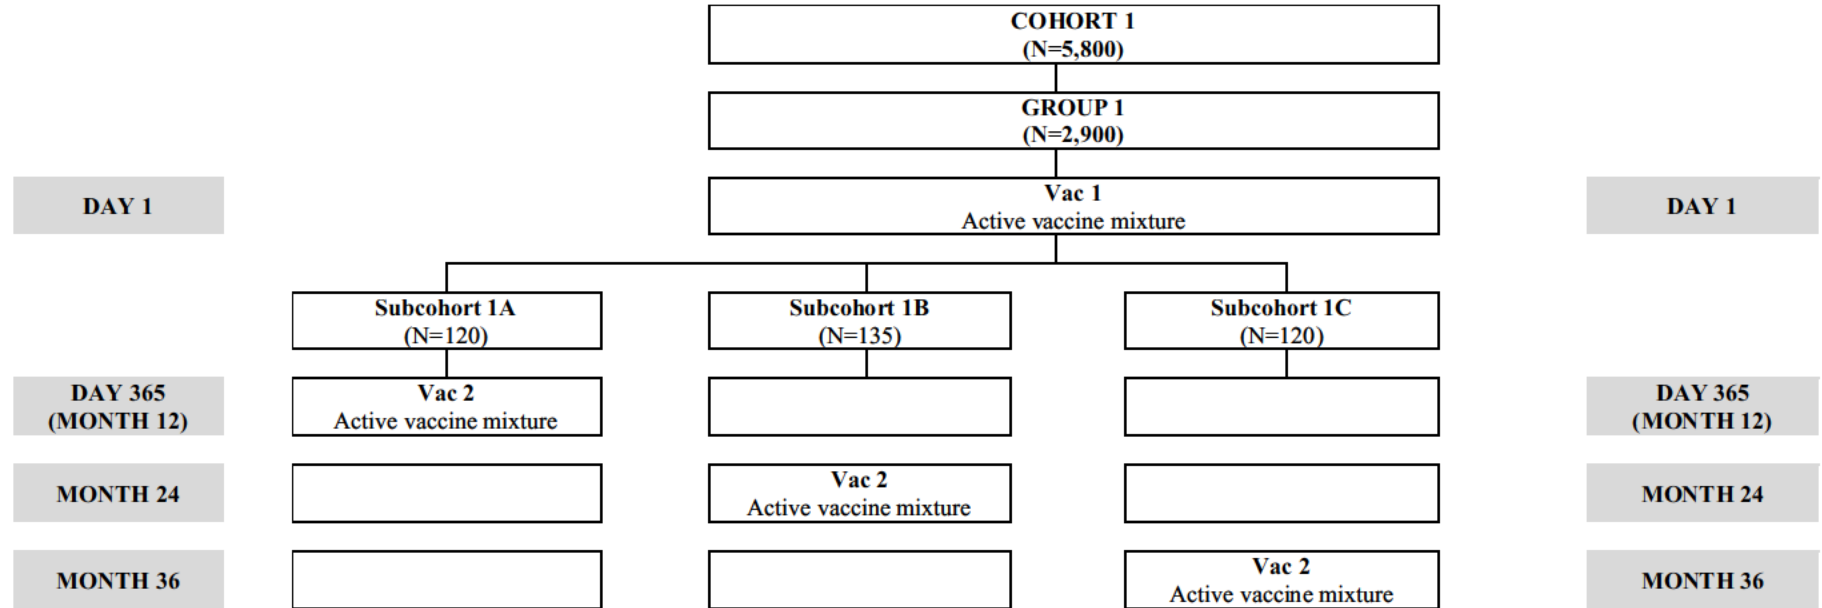 COHORT 1
(N=5,800)
GROUP 1
(N=2,900)
DAY 1
Vac 1
Active vaccine mixture
DAY 1
Subcohort 1A
(N=120)
Subcohort 1B
(N=135)
Subcohort 1C
(N=120)
DAY 365
(MONTH 12)
Vac 2
Active vaccine mixture
DAY 365
(MONTH 12)
MONTH 24
Vac 2
Active vaccine mixture
MONTH 24
MONTH 36
Vac 2
Active vaccine mixture
MONTH 36